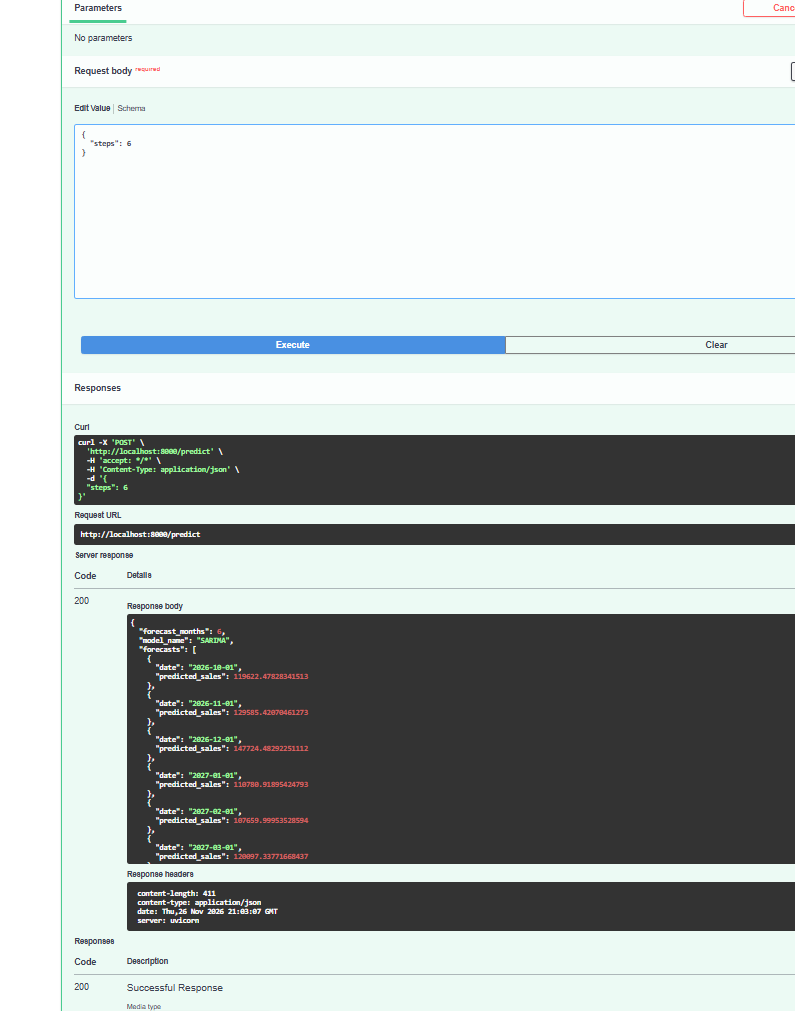 Parameters
Canc
No parameters
Request body required
Edit Value | Schema
{
  "steps": 6
}
Execute
Clear
Responses
Curl
curl -X 'POST' \
  'http://localhost:8000/predict' \
  -H 'accept: */*' \
  -H 'Content-Type: application/json' \
  -d '{
  "steps": 6
}'
Request URL
http://localhost:8000/predict
Server response
Code Details
200
Response body
{
  "forecast_months": 6,
  "model_name": "SARIMA",
  "forecasts": [
    {
      "date": "2026-10-01",
      "predicted_sales": 119622.47828341513
    },
    {
      "date": "2026-11-01",
      "predicted_sales": 129585.42070461273
    },
    {
      "date": "2026-12-01",
      "predicted_sales": 147724.48292251112
    },
    {
      "date": "2027-01-01",
      "predicted_sales": 110780.91895424793
    },
    {
      "date": "2027-02-01",
      "predicted_sales": 107659.99953528594
    },
    {
      "date": "2027-03-01",
      "predicted_sales": 120097.33771668437
Response headers
content-length: 411
content-type: application/json
date: Thu,26 Nov 2026 21:03:07 GMT
server: uvicorn
Responses
Code Description
200 Successful Response
Media type